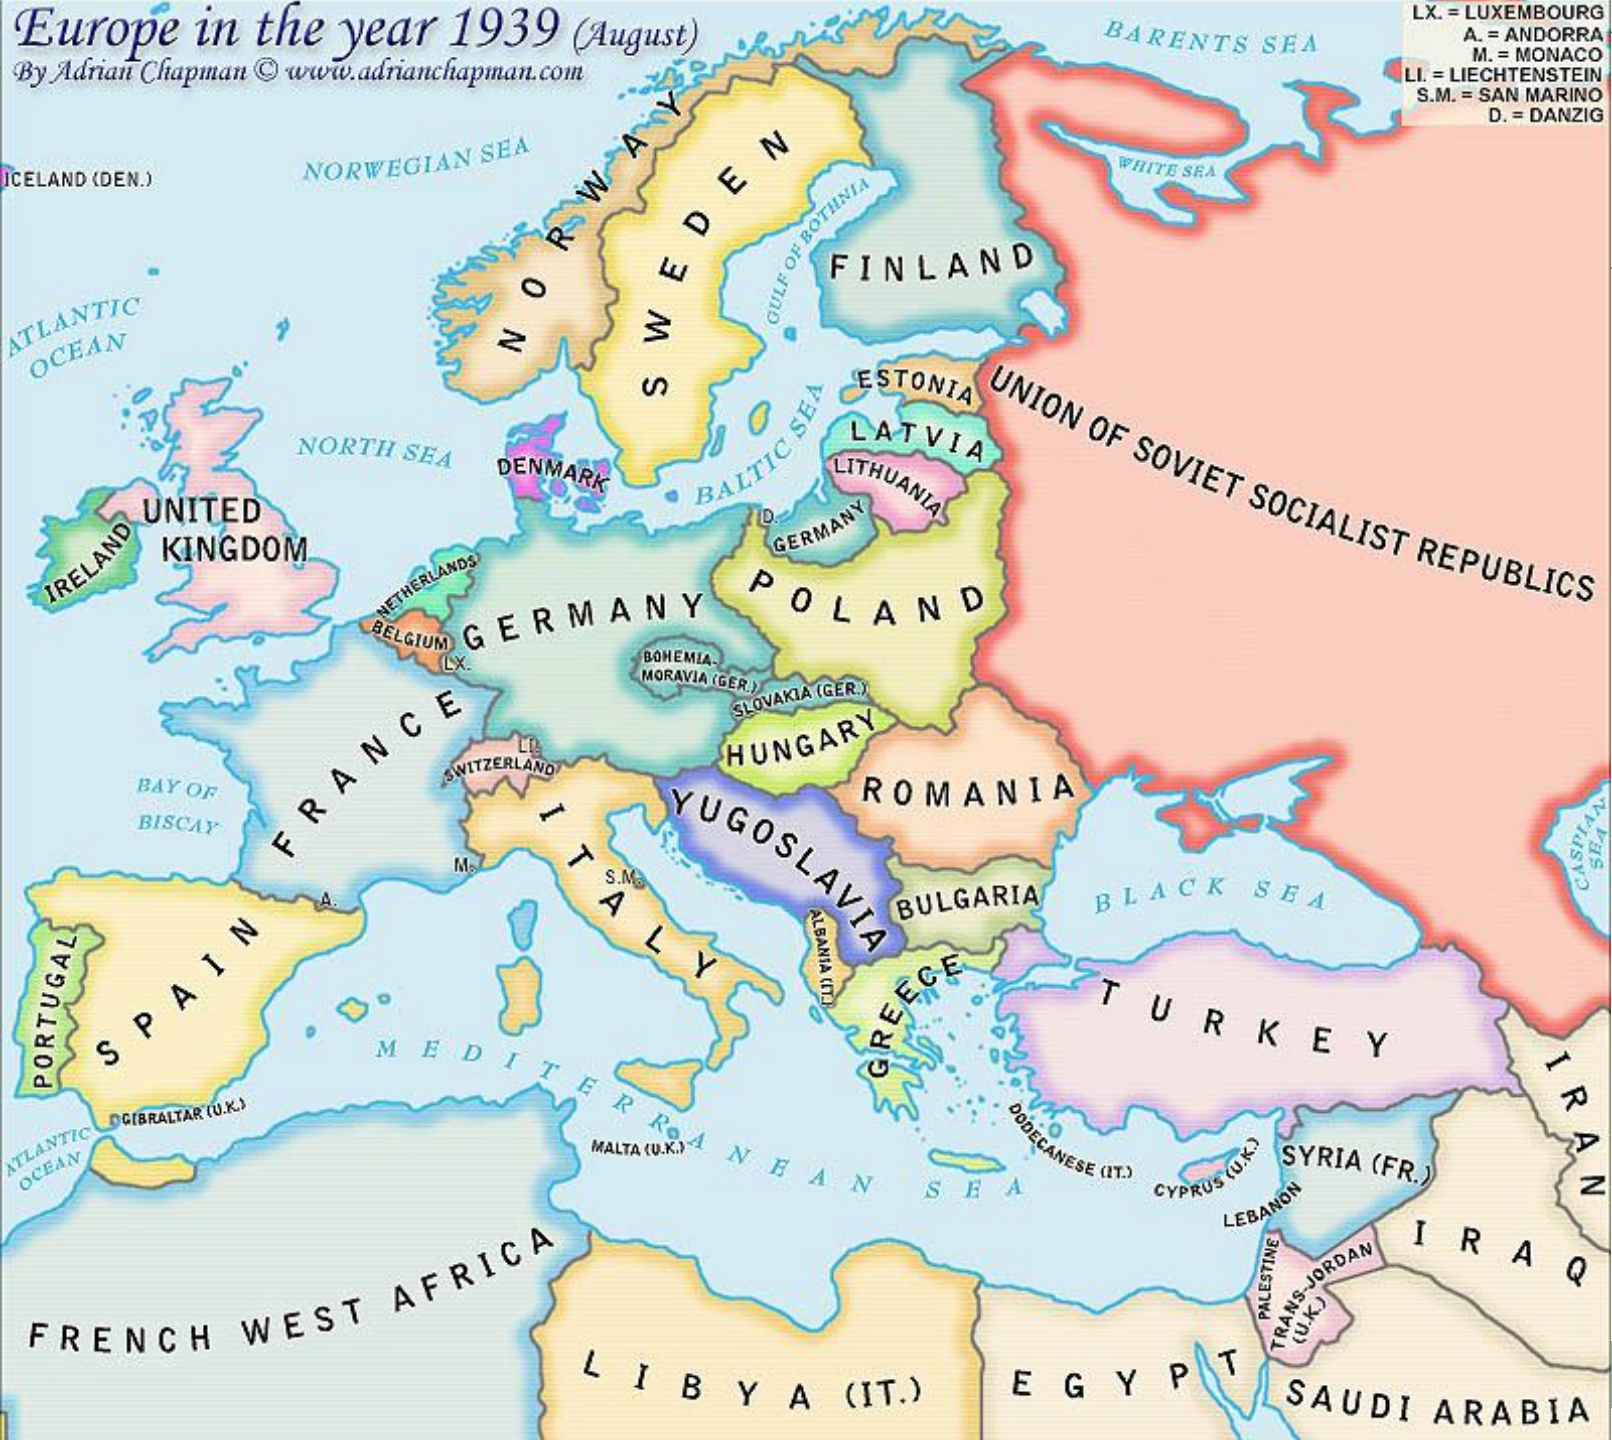 Europe in the year 1939 (August)
By Adrian Chapman © www.adrianchapman.com
LX. = LUXEMBOURG
A. = ANDORRA
M. = MONACO
LI. = LIECHTENSTEIN
S.M. = SAN MARINO
D. = DANZIG
BARENTS SEA
WHITE SEA
NORWEGIAN SEA
ICELAND (DEN.)
NORWAY
SWEDEN
FINLAND
GULF OF BOTHNIA
ATLANTIC
OCEAN
ESTONIA
UNION OF SOVIET SOCIALIST REPUBLICS
LATVIA
NORTH SEA
DENMARK
BALTIC SEA
LITHUANIA
UNITED
KINGDOM
IRELAND
D.
GERMANY
NETHERLANDS
BELGIUM
LX.
GERMANY
POLAND
BOHEMIA-
MORAVIA (GER.)
SLOVAKIA (GER.)
FRANCE
LI.
SWITZERLAND
HUNGARY
ROMANIA
BAY OF
BISCAY
ITALY
YUGOSLAVIA
CASPIAN
SEA
M.
S.M.
A.
BULGARIA
BLACK SEA
ALBANIA (IT.)
PORTUGAL
SPAIN
GREECE
TURKEY
MEDITERRANEAN SEA
GIBRALTAR (U.K.)
ATLANTIC
OCEAN
MALTA (U.K.)
DODECANESE (IT.)
CYPRUS (U.K.)
SYRIA (FR.)
LEBANON
IRAN
IRAQ
PALESTINE
TRANS-JORDAN
(U.K.)
FRENCH WEST AFRICA
LIBYA (IT.)
EGYPT
SAUDI ARABIA